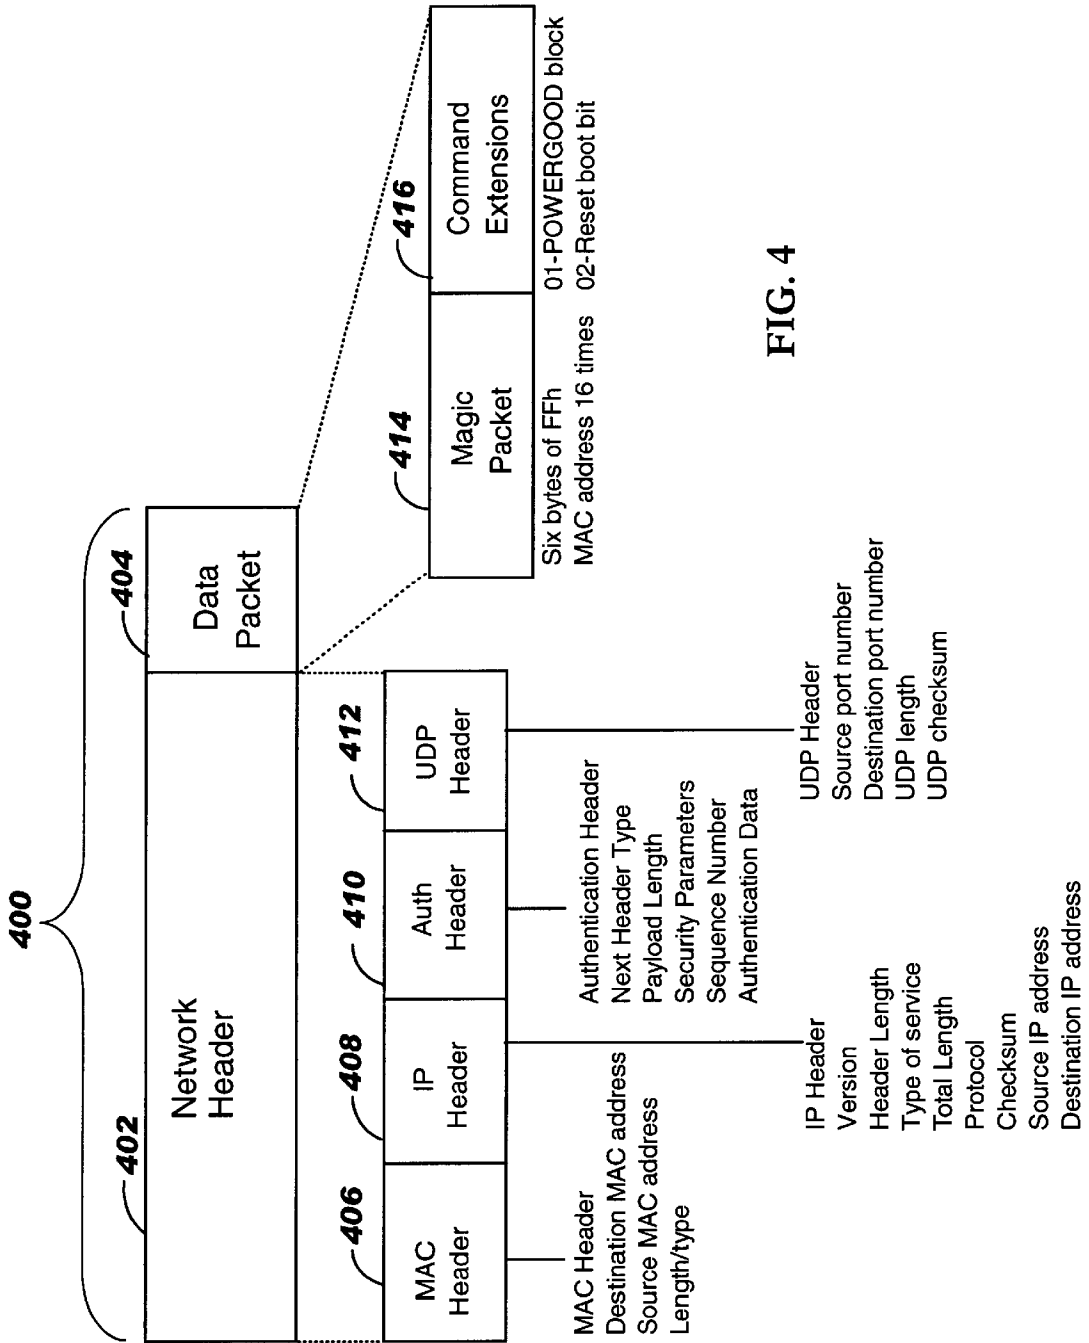 400
402
404
Network
Header
Data
Packet
406
408
410
412
414
416
MAC
Header
IP
Header
Auth
Header
UDP
Header
Magic
Packet
Command
Extensions
Six bytes of FFh
MAC address 16 times
01-POWERGOOD block
02-Reset boot bit
MAC Header
Destination MAC address
Source MAC address
Length/type
Authentication Header
Next Header Type
Payload Length
Security Parameters
Sequence Number
Authentication Data
IP Header
Version
Header Length
Type of service
Total Length
Protocol
Checksum
Source IP address
Destination IP address
UDP Header
Source port number
Destination port number
UDP length
UDP checksum
FIG. 4